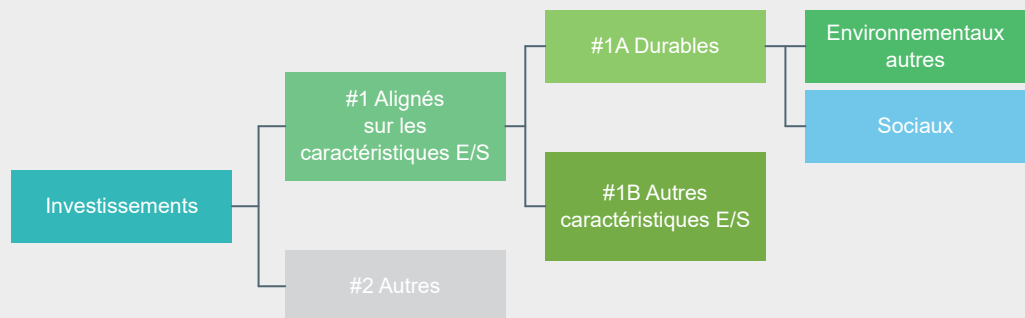 Investissements
#1 Alignés
sur les
caractéristiques E/S
#2 Autres
#1A Durables
#1B Autres
caractéristiques E/S
Environnementaux
autres
Sociaux